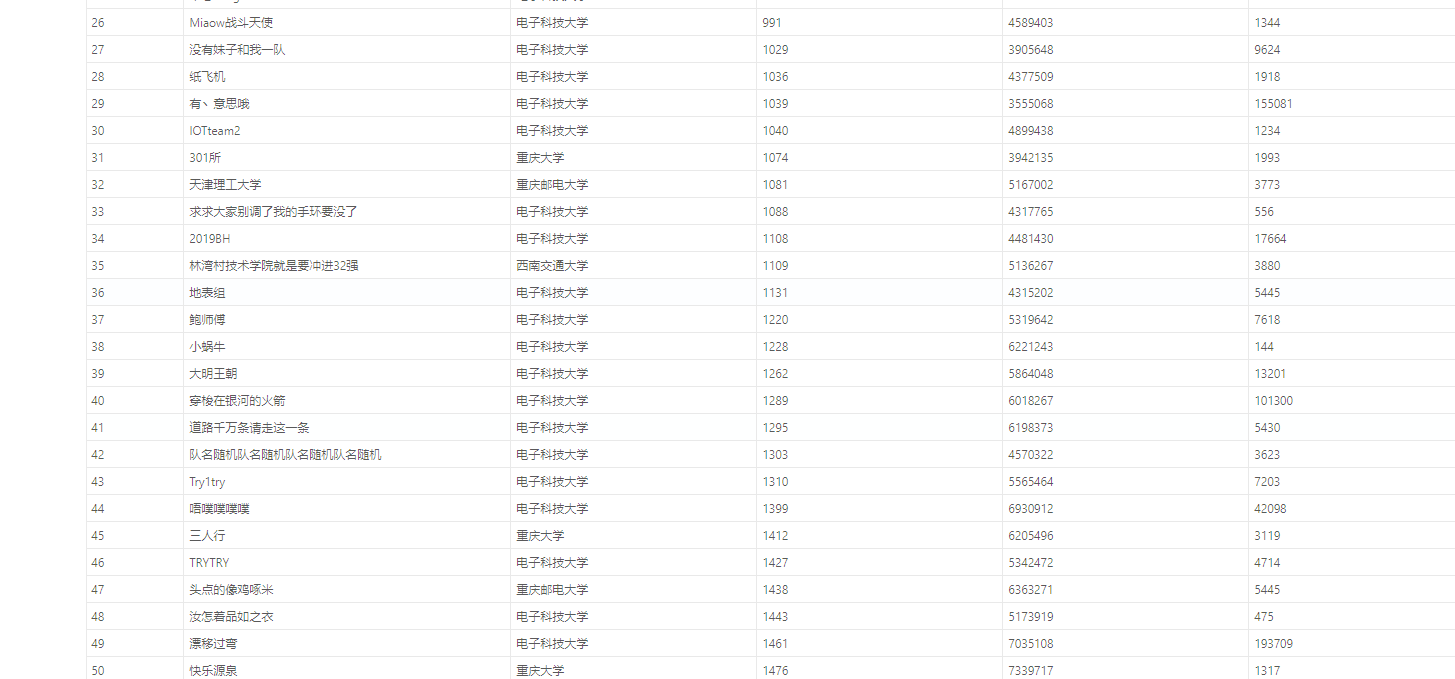 26 Miaow战斗天使 电子科技大学 991 4589403 1344
27 没有妹子和我一队 电子科技大学 1029 3905648 9624
28 纸飞机 电子科技大学 1036 4377509 1918
29 有丶意思哦 电子科技大学 1039 3555068 155081
30 IOTteam2 电子科技大学 1040 4899438 1234
31 301所 重庆大学 1074 3942135 1993
32 天津理工大学 重庆邮电大学 1081 5167002 3773
33 求求大家别调了我的手环要没了 电子科技大学 1088 4317765 556
34 2019BH 电子科技大学 1108 4481430 17664
35 林湾村技术学院就是要冲进32强 西南交通大学 1109 5136267 3880
36 地表组 电子科技大学 1131 4315202 5445
37 鲍师傅 电子科技大学 1220 5319642 7618
38 小蜗牛 电子科技大学 1228 6221243 144
39 大明王朝 电子科技大学 1262 5864048 13201
40 穿梭在银河的火箭 电子科技大学 1289 6018267 101300
41 道路千万条请走这一条 电子科技大学 1295 6198373 5430
42 队名随机队名随机队名随机队名随机 电子科技大学 1303 4570322 3623
43 Try1try 电子科技大学 1310 5565464 7203
44 唔噗噗噗噗 电子科技大学 1399 6930912 42098
45 三人行 重庆大学 1412 6205496 3119
46 TRYTRY 电子科技大学 1427 5342472 4714
47 头点的像鸡啄米 重庆邮电大学 1438 6363271 5445
48 汝怎着品如之衣 电子科技大学 1443 5173919 475
49 漂移过弯 电子科技大学 1461 7035108 193709
50 快乐源泉 重庆大学 1476 7339717 1317